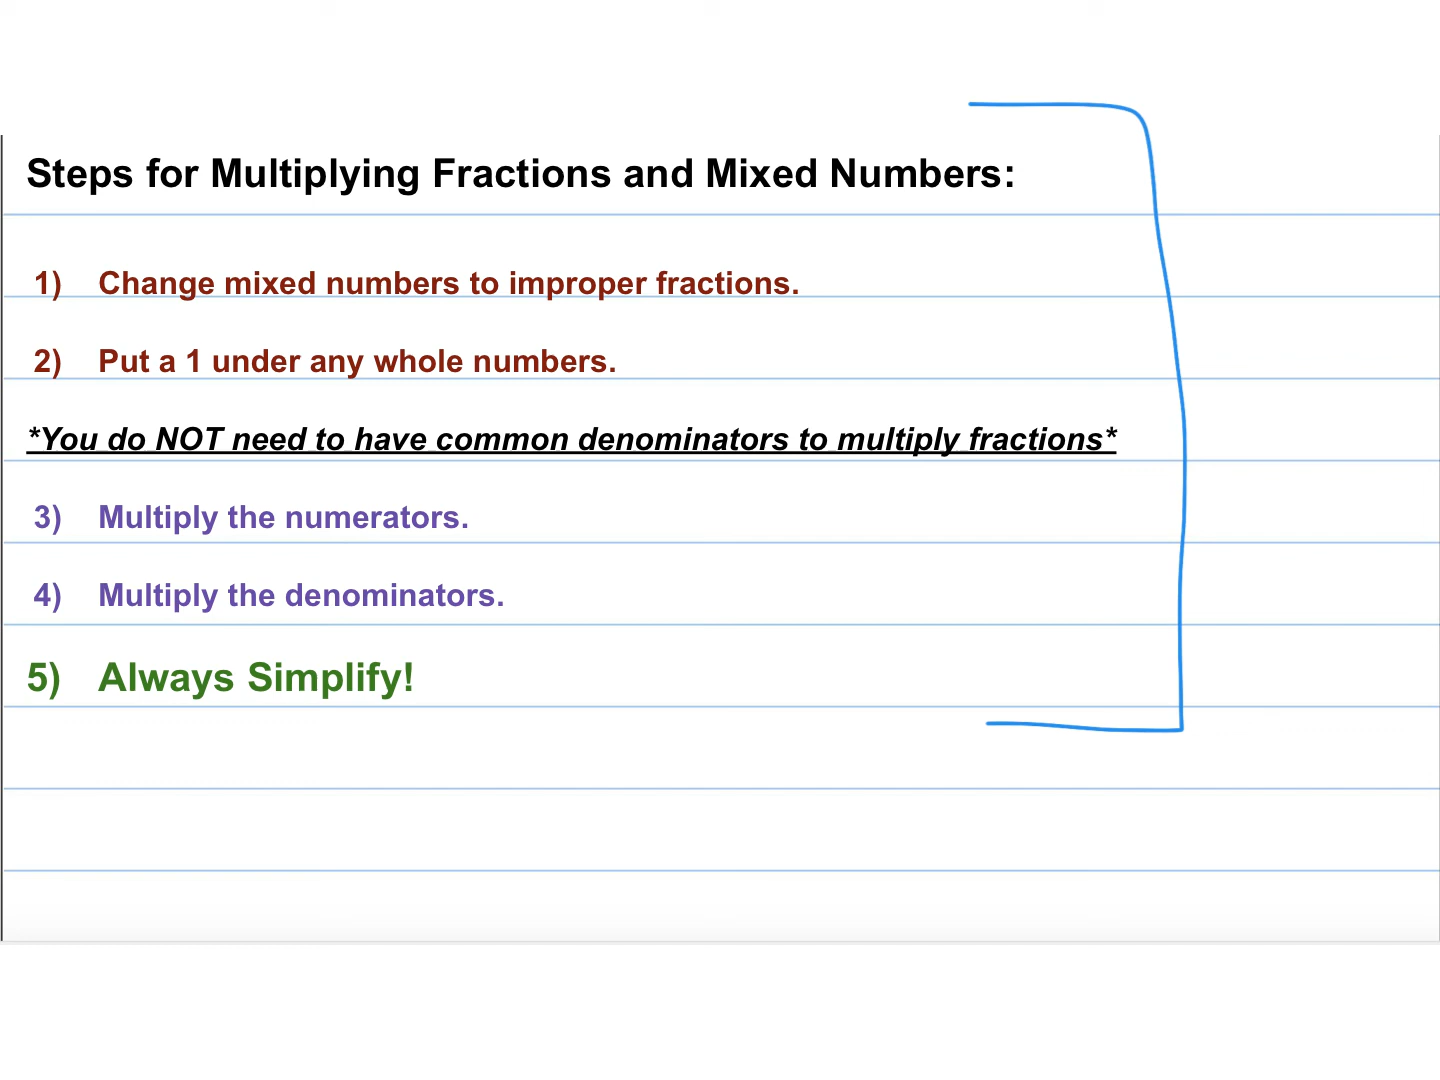 Steps for Multiplying Fractions and Mixed Numbers:
1) Change mixed numbers to improper fractions.
2) Put a 1 under any whole numbers.
*You do NOT need to have common denominators to multiply fractions*
3) Multiply the numerators.
4) Multiply the denominators.
5) Always Simplify!